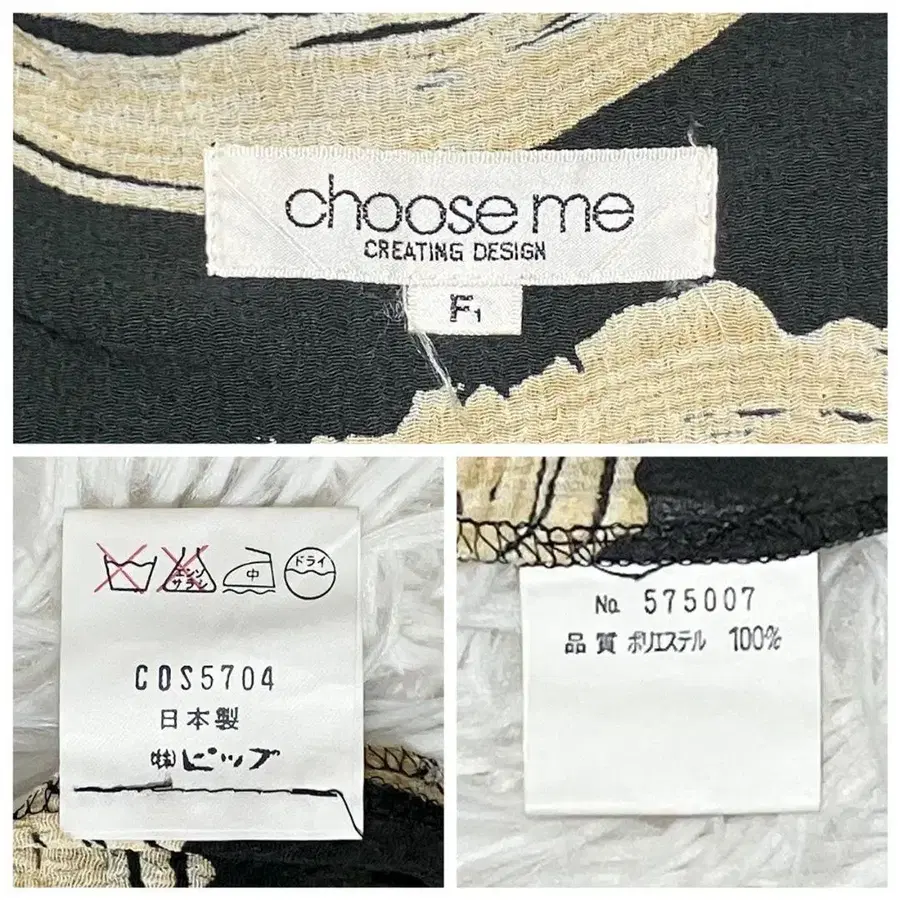 choose me
CREATING DESIGN
F1
エンソ
サラシ
中
ドライ
COS5704
日本製
㈱ピップ
No. 575007
品質 ポリエステル 100%